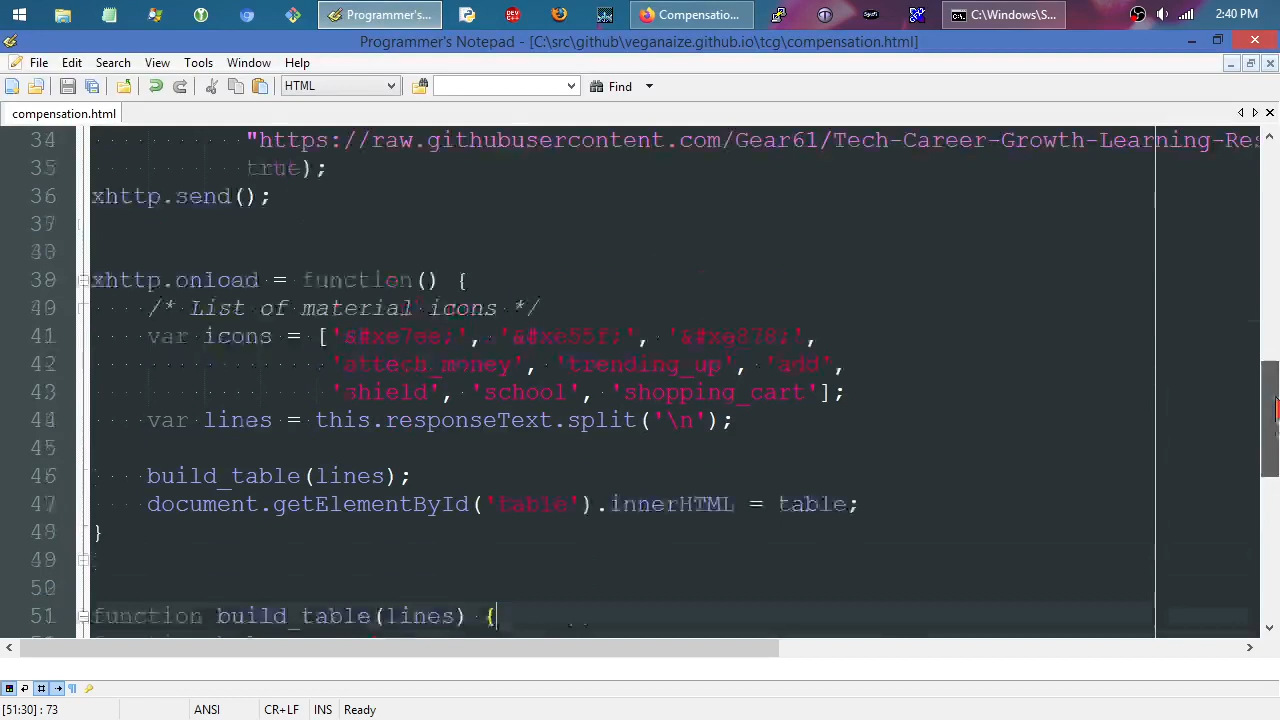 Programmer's...
Compensatio...
C:\Windows\S...
2:40 PM
Programmer's Notepad - [C:\src\github\veganaize.github.io\tcg\compensation.html]
File Edit Search View Tools Window Help
HTML
Find
compensation.html
34 "https://raw.githubusercontent.com/Gear61/Tech-Career-Growth-Learning-Res
35 true);
36 xhttp.send();
37
39 xhttp.onload = function() {
/* List of material icons */
41 var icons = ['&#xe7ee;', '&#xe55f;', '&#xe878;',
42 'attach_money', 'trending_up', 'add',
43 'shield', 'school', 'shopping_cart'];
44 var lines = this.responseText.split('\n');
45
46 build_table(lines);
47 document.getElementById('table').innerHTML = table;
48 }
49
50
51 function build_table(lines) {
[51:30] : 73 ANSI CR+LF INS Ready